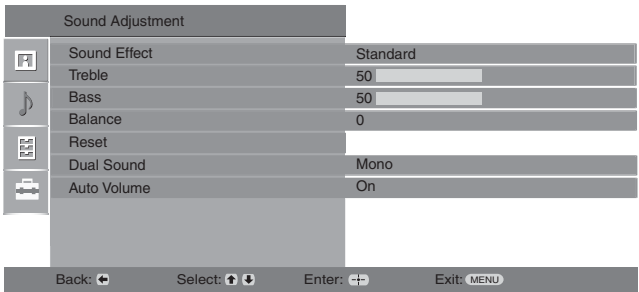 Sound Adjustment
Sound Effect Standard
Treble 50
Bass 50
Balance 0
Reset
Dual Sound Mono
Auto Volume On
Back: Select: Enter: Exit: MENU